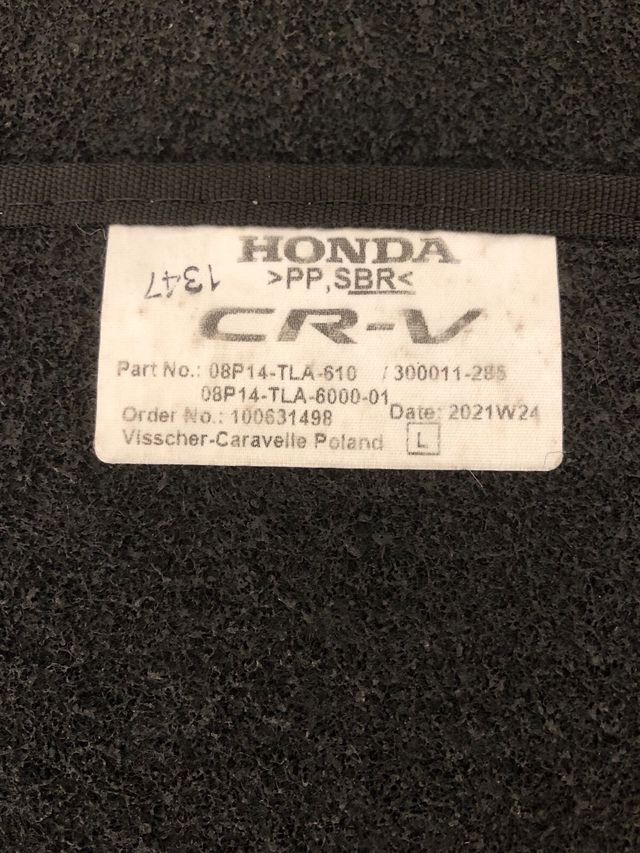 HONDA
>PP,SBR<
1347
CR-V
Part No.: 08P14-TLA-610 / 300011-285
08P14-TLA-6000-01
Order No.: 100631498 Date: 2021W24
Visscher-Caravelle Poland L